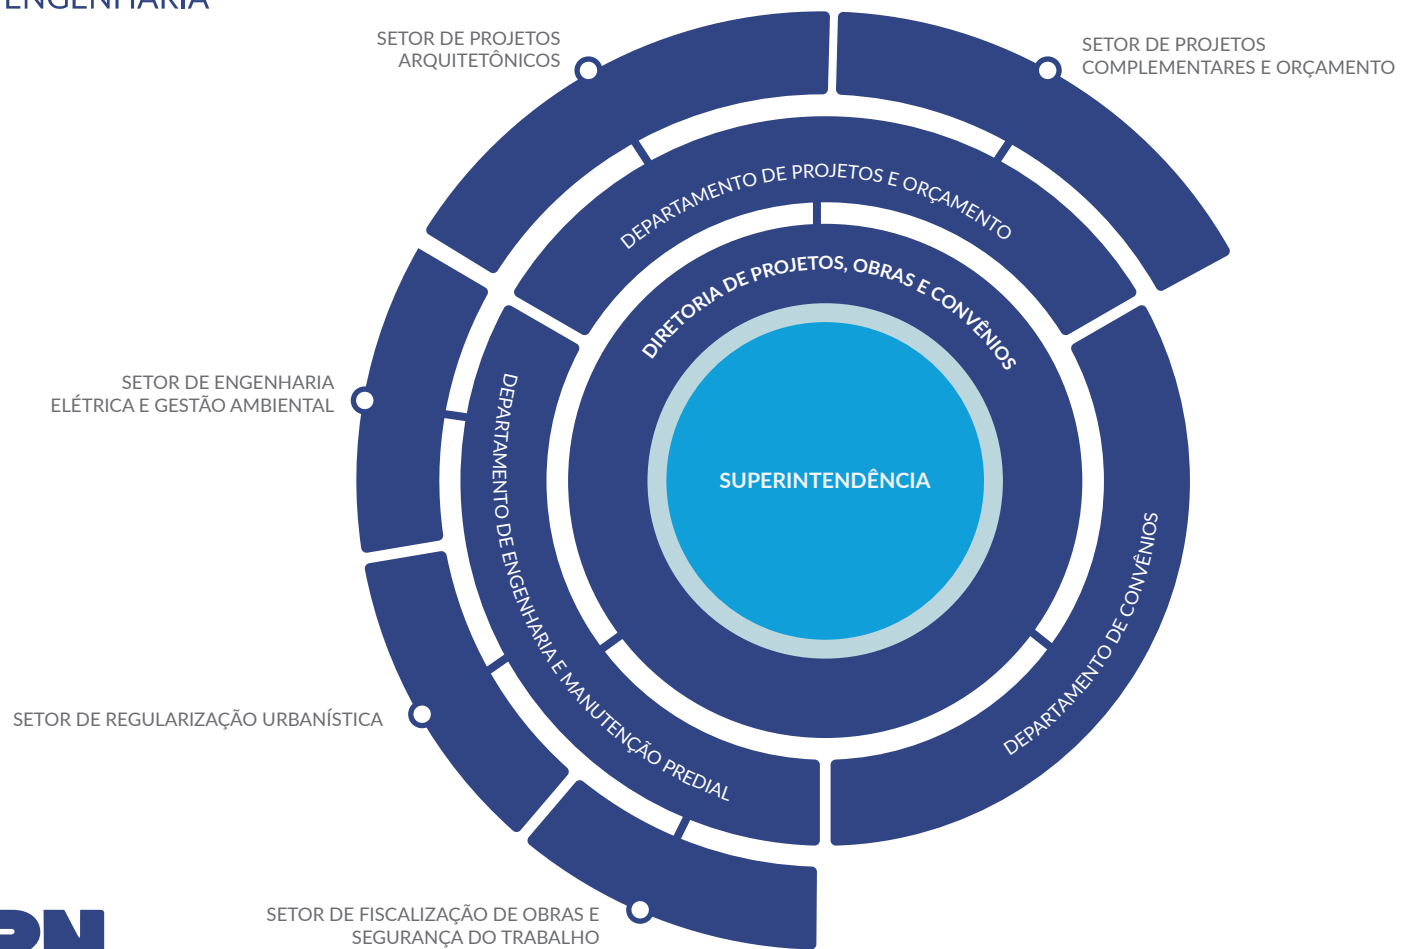 ENGENHARIA
SETOR DE PROJETOS
ARQUITETÔNICOS
SETOR DE PROJETOS
COMPLEMENTARES E ORÇAMENTO
DEPARTAMENTO DE PROJETOS E ORÇAMENTO
DIRETORIA DE PROJETOS, OBRAS E CONVÊNIOS
SETOR DE ENGENHARIA
ELÉTRICA E GESTÃO AMBIENTAL
DEPARTAMENTO DE ENGENHARIA E MANUTENÇÃO PREDIAL
SUPERINTENDÊNCIA
DEPARTAMENTO DE CONVÊNIOS
SETOR DE REGULARIZAÇÃO URBANÍSTICA
SETOR DE FISCALIZAÇÃO DE OBRAS E
SEGURANÇA DO TRABALHO